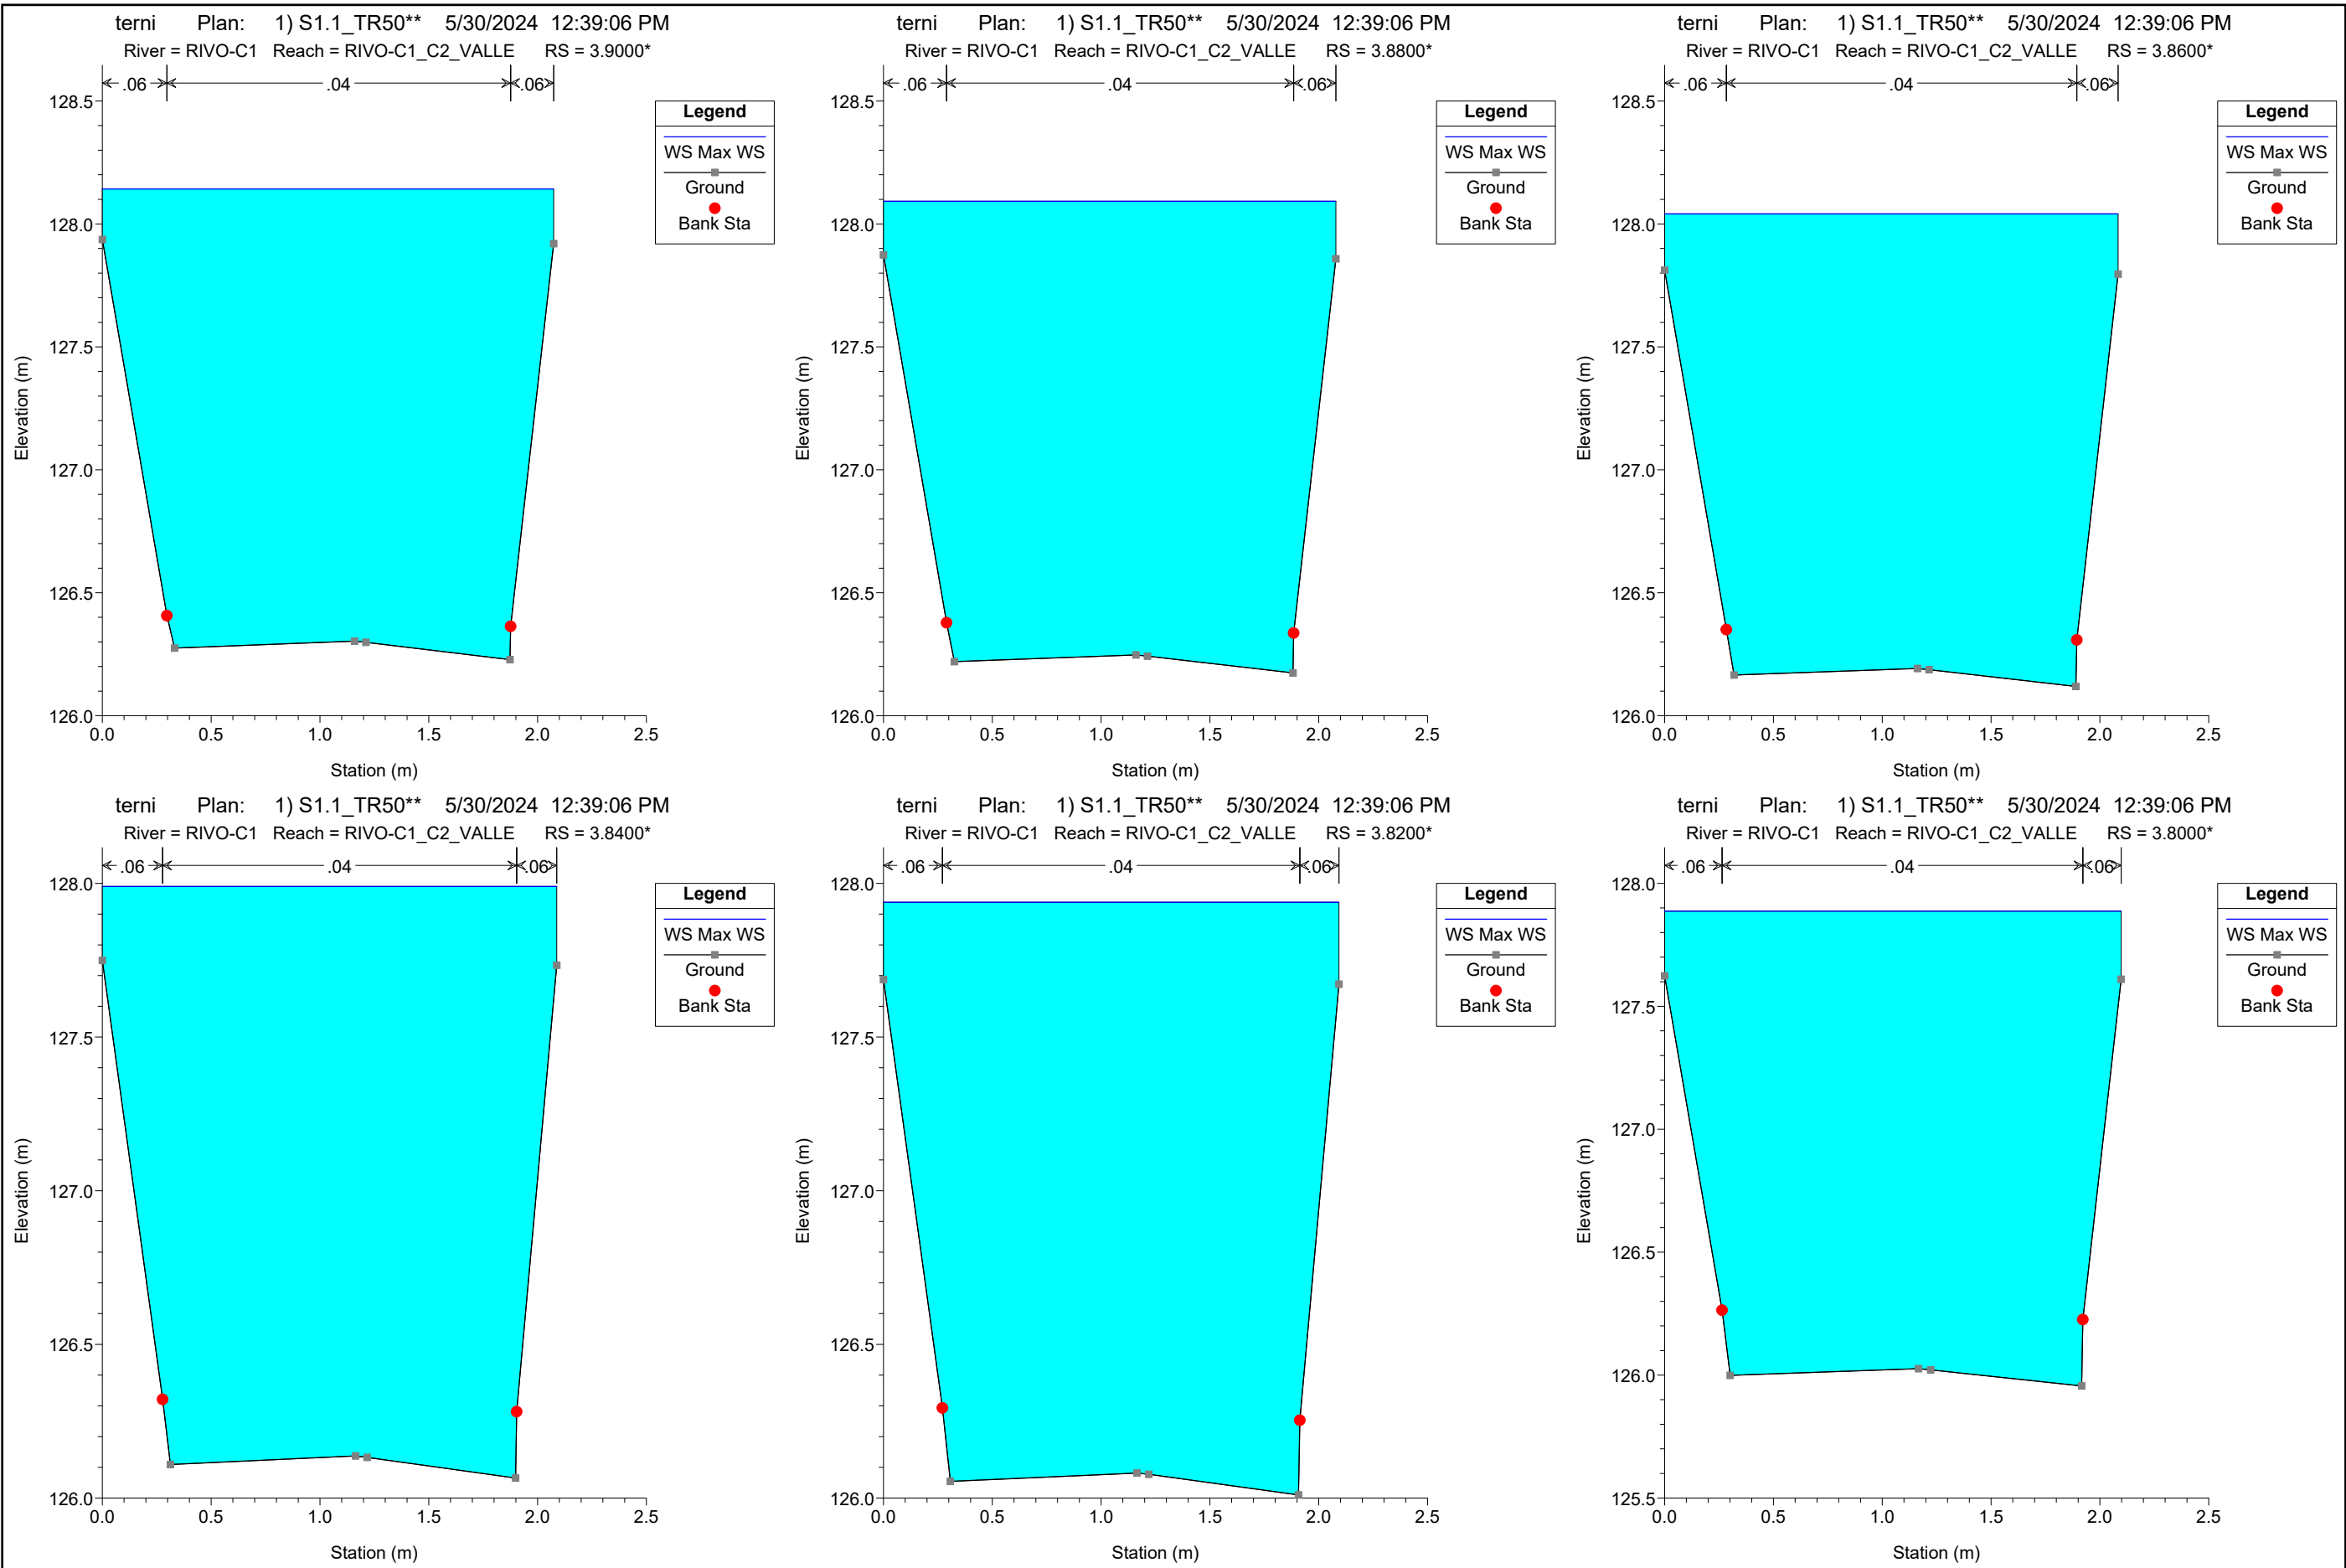 terni Plan: 1) S1.1_TR50** 5/30/2024 12:39:06 PM
River = RIVO-C1 Reach = RIVO-C1_C2_VALLE RS = 3.9000*
.06 .04 .06
Legend
WS Max WS
Ground
Bank Sta
128.5
128.0
127.5
127.0
126.5
126.0
Elevation (m)
0.0 0.5 1.0 1.5 2.0 2.5
Station (m)
terni Plan: 1) S1.1_TR50** 5/30/2024 12:39:06 PM
River = RIVO-C1 Reach = RIVO-C1_C2_VALLE RS = 3.8800*
.06 .04 .06
Legend
WS Max WS
Ground
Bank Sta
128.5
128.0
127.5
127.0
126.5
126.0
Elevation (m)
0.0 0.5 1.0 1.5 2.0 2.5
Station (m)
terni Plan: 1) S1.1_TR50** 5/30/2024 12:39:06 PM
River = RIVO-C1 Reach = RIVO-C1_C2_VALLE RS = 3.8600*
.06 .04 .06
Legend
WS Max WS
Ground
Bank Sta
128.5
128.0
127.5
127.0
126.5
126.0
Elevation (m)
0.0 0.5 1.0 1.5 2.0 2.5
Station (m)
terni Plan: 1) S1.1_TR50** 5/30/2024 12:39:06 PM
River = RIVO-C1 Reach = RIVO-C1_C2_VALLE RS = 3.8400*
.06 .04 .06
Legend
WS Max WS
Ground
Bank Sta
128.0
127.5
127.0
126.5
126.0
Elevation (m)
0.0 0.5 1.0 1.5 2.0 2.5
Station (m)
terni Plan: 1) S1.1_TR50** 5/30/2024 12:39:06 PM
River = RIVO-C1 Reach = RIVO-C1_C2_VALLE RS = 3.8200*
.06 .04 .06
Legend
WS Max WS
Ground
Bank Sta
128.0
127.5
127.0
126.5
126.0
Elevation (m)
0.0 0.5 1.0 1.5 2.0 2.5
Station (m)
terni Plan: 1) S1.1_TR50** 5/30/2024 12:39:06 PM
River = RIVO-C1 Reach = RIVO-C1_C2_VALLE RS = 3.8000*
.06 .04 .06
Legend
WS Max WS
Ground
Bank Sta
128.0
127.5
127.0
126.5
126.0
125.5
Elevation (m)
0.0 0.5 1.0 1.5 2.0 2.5
Station (m)